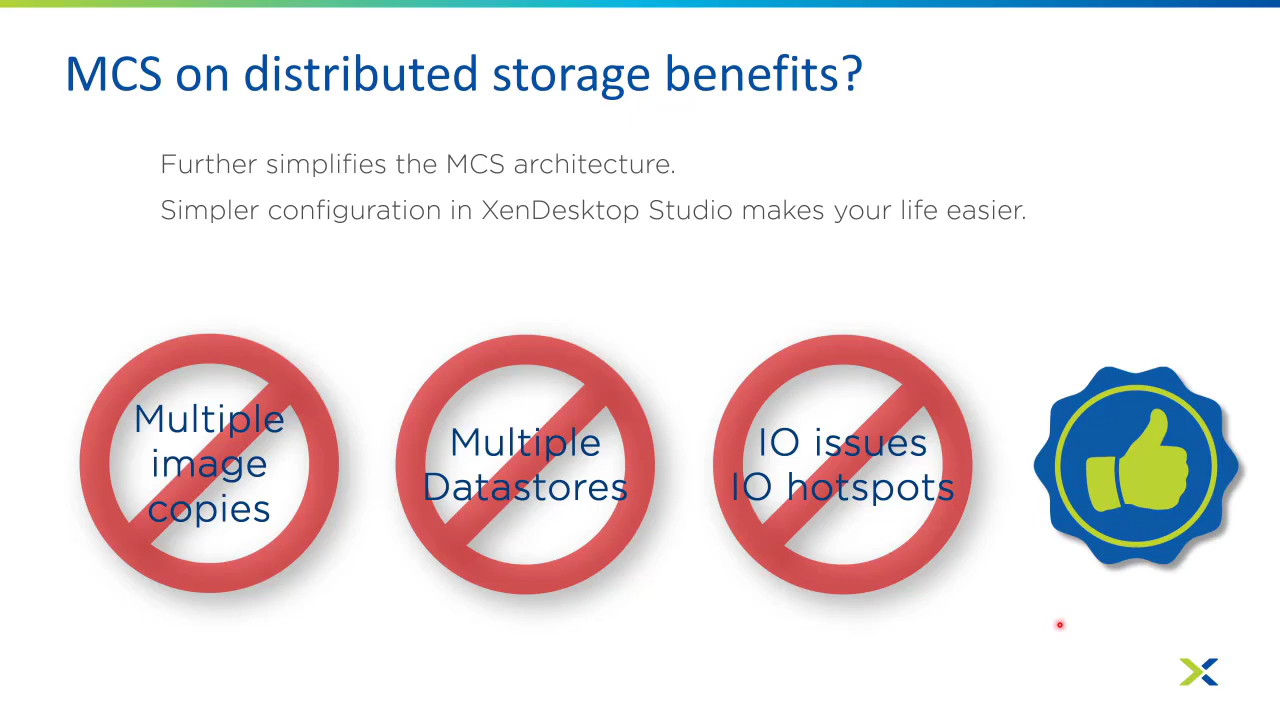 MCS on distributed storage benefits?
Further simplifies the MCS architecture.
Simpler configuration in XenDesktop Studio makes your life easier.
Multiple
image
copies
Multiple
Datastores
IO issues
IO hotspots